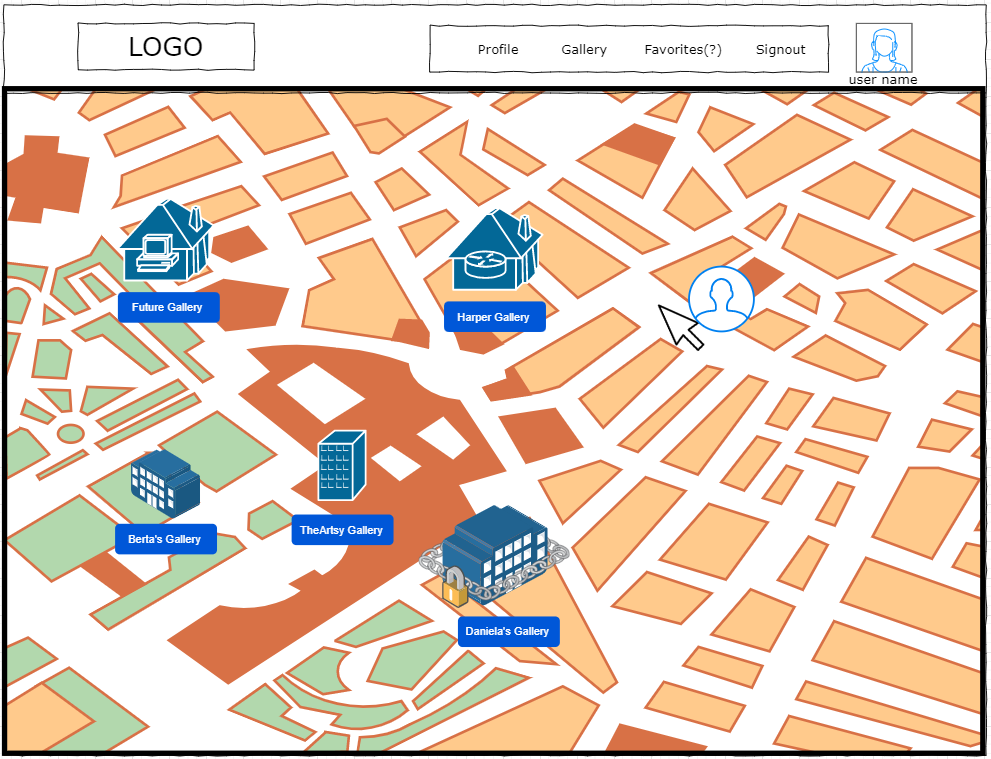 LOGO
Profile
Gallery
Favorites(?)
Signout
user name
Future Gallery
Harper Gallery
Berta's Gallery
TheArtsy Gallery
Daniela's Gallery